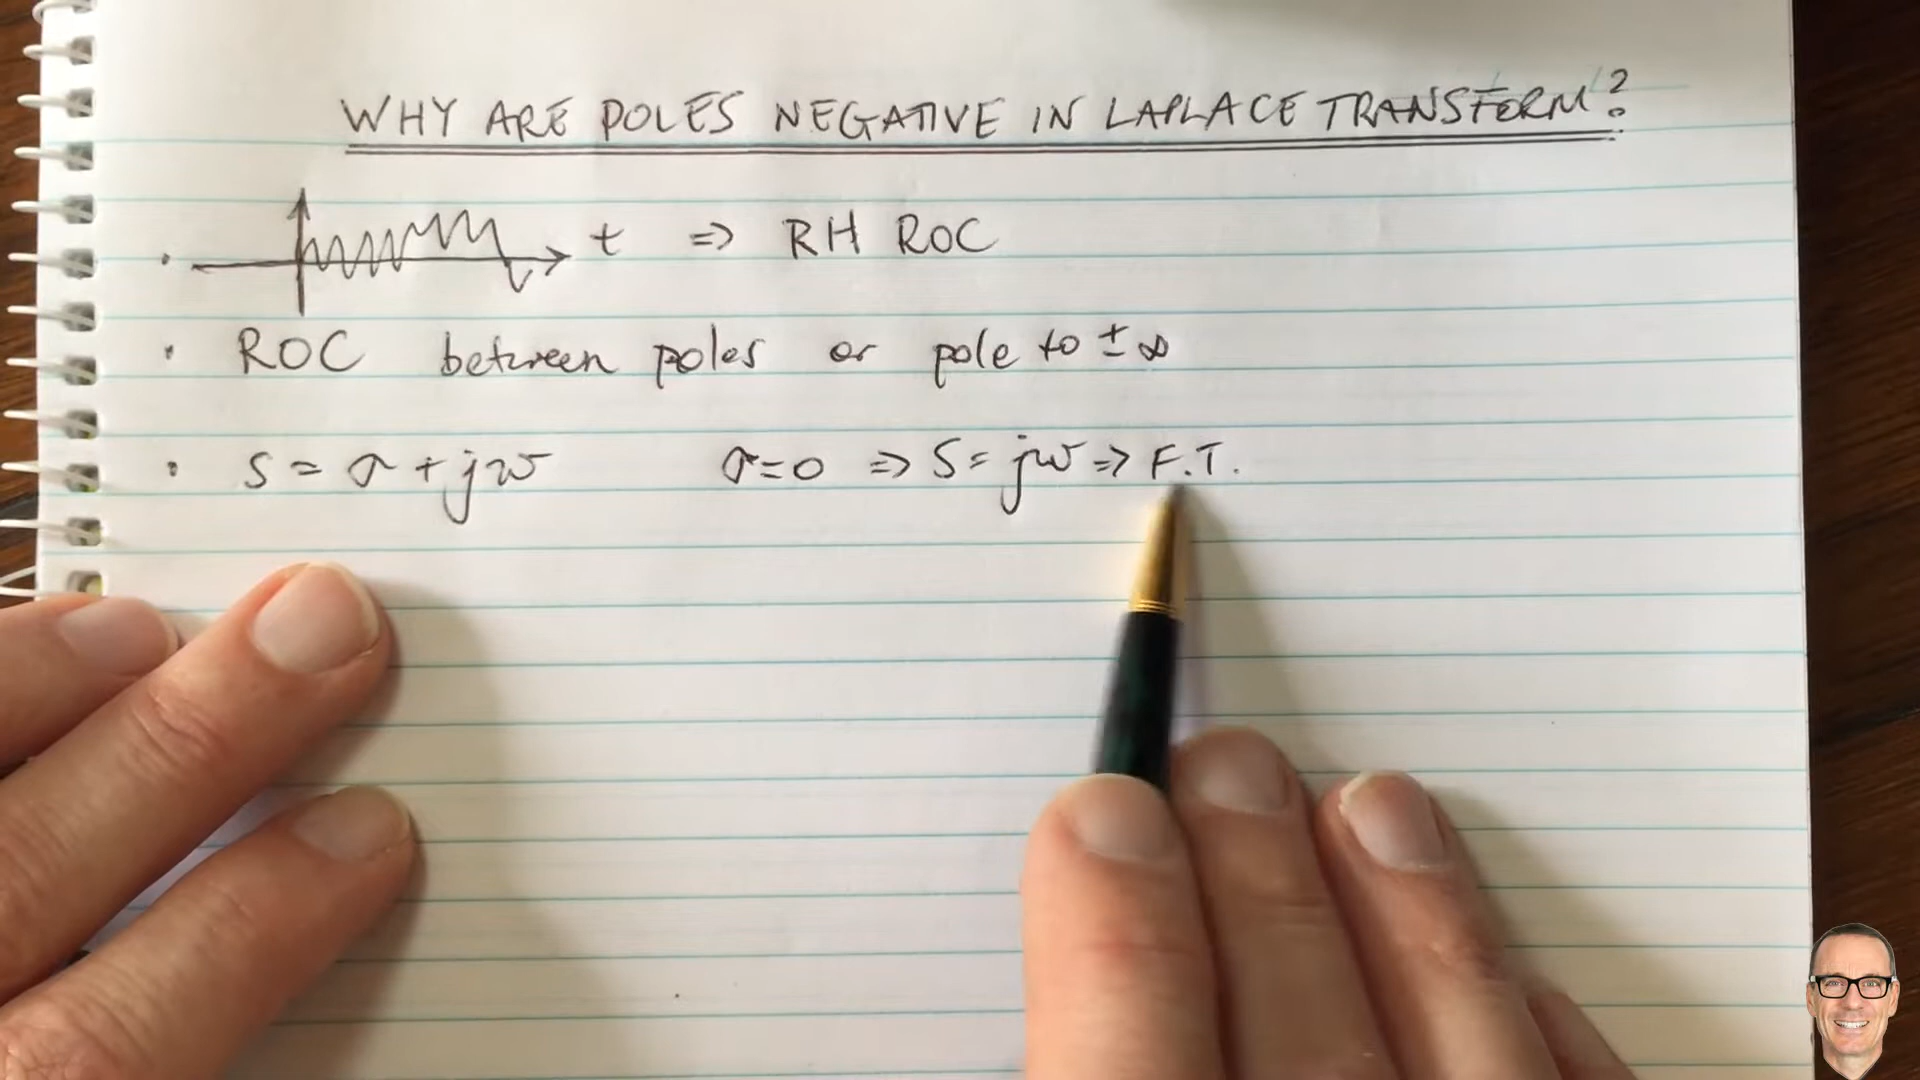 WHY ARE POLES NEGATIVE IN LAPLACE TRANSFORM?
• t => RH ROC
• ROC between poles or pole to ± ∞
• s = σ + jω σ=0 => s = jω => F.T.